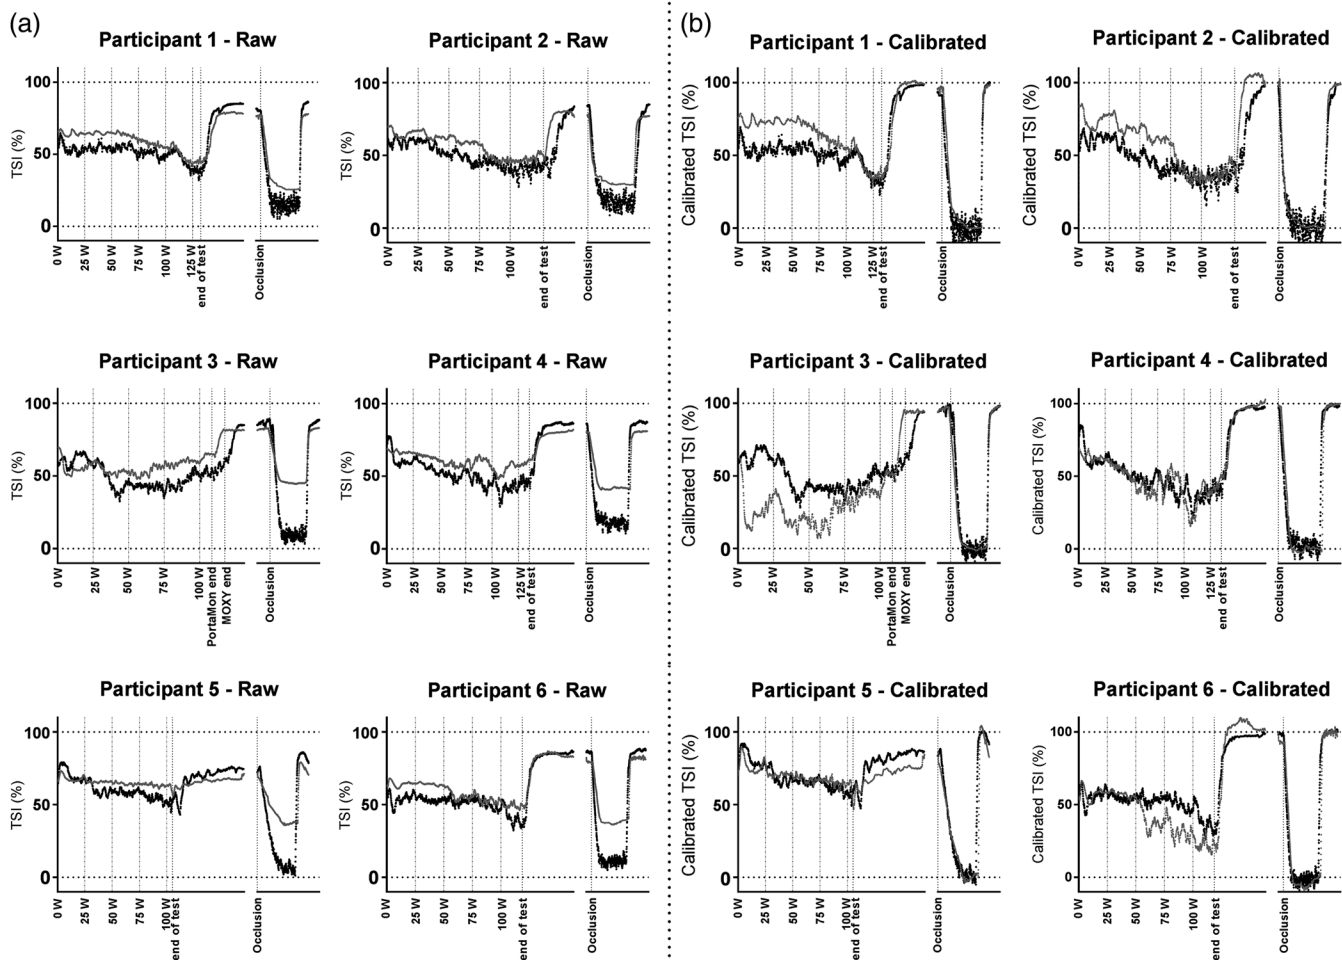 (a)
Participant 1 - Raw
TSI (%)
100
50
0
0 W
25 W
50 W
75 W
100 W
125 W
end of test
Occlusion
Participant 2 - Raw
TSI (%)
100
50
0
0 W
25 W
50 W
75 W
100 W
end of test
Occlusion
(b)
Participant 1 - Calibrated
Calibrated TSI (%)
100
50
0
0 W
25 W
50 W
75 W
100 W
125 W
end of test
Occlusion
Participant 2 - Calibrated
Calibrated TSI (%)
100
50
0
0 W
25 W
50 W
75 W
100 W
end of test
Occlusion
Participant 3 - Raw
TSI (%)
100
50
0
0 W
25 W
50 W
75 W
100 W
PortaMon end
MOXY end
Occlusion
Participant 4 - Raw
TSI (%)
100
50
0
0 W
25 W
50 W
75 W
100 W
125 W
end of test
Occlusion
Participant 3 - Calibrated
Calibrated TSI (%)
100
50
0
0 W
25 W
50 W
75 W
100 W
PortaMon end
MOXY end
Occlusion
Participant 4 - Calibrated
Calibrated TSI (%)
100
50
0
0 W
25 W
50 W
75 W
100 W
125 W
end of test
Occlusion
Participant 5 - Raw
TSI (%)
100
50
0
0 W
25 W
50 W
75 W
100 W
end of test
Occlusion
Participant 6 - Raw
TSI (%)
100
50
0
0 W
25 W
50 W
75 W
100 W
end of test
Occlusion
Participant 5 - Calibrated
Calibrated TSI (%)
100
50
0
0 W
25 W
50 W
75 W
100 W
end of test
Occlusion
Participant 6 - Calibrated
Calibrated TSI (%)
100
50
0
0 W
25 W
50 W
75 W
100 W
end of test
Occlusion